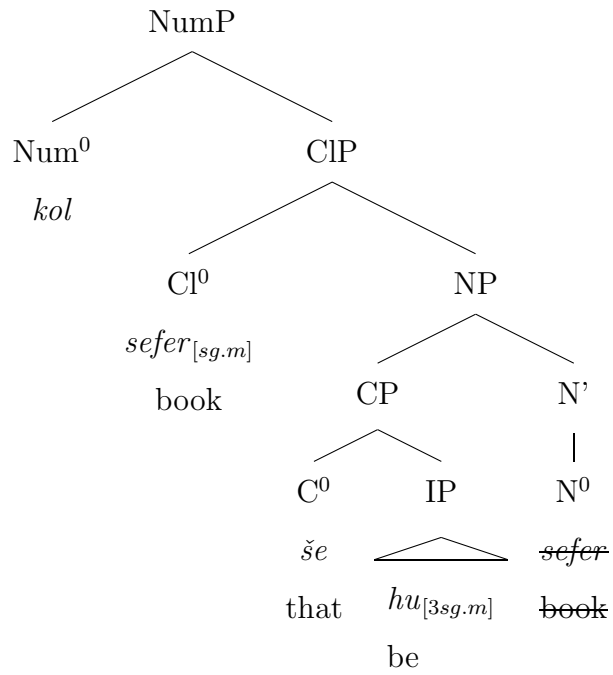 NumP
Num⁰ ClP
kol
Cl⁰ NP
sefer[sg.m]
book CP N’
C⁰ IP N⁰
še sefer
that hu[3sg.m] book
be